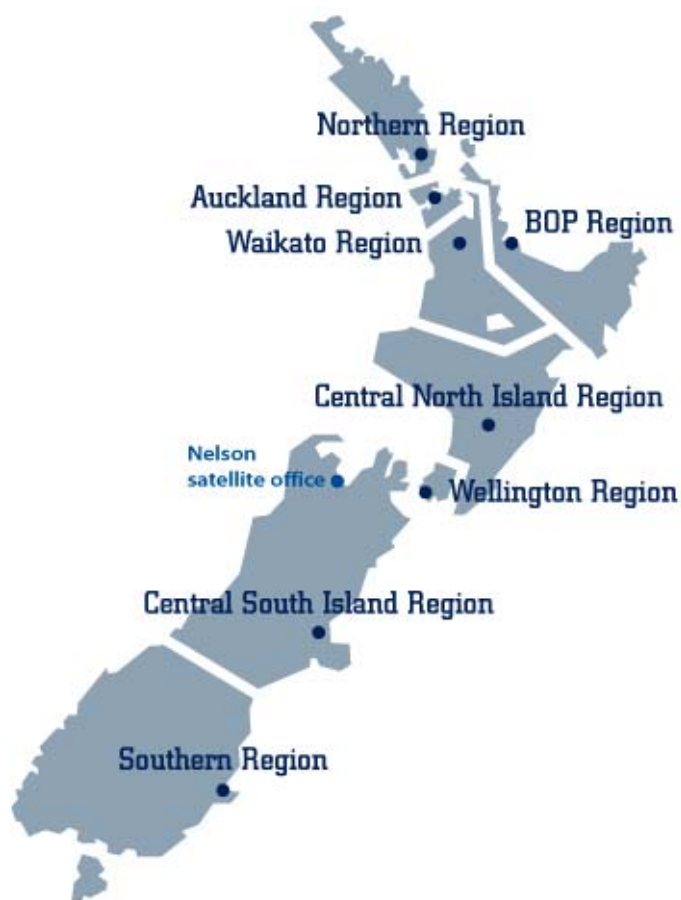 Northern Region
Auckland Region
Waikato Region
BOP Region
Central North Island Region
Nelson
satellite office
Wellington Region
Central South Island Region
Southern Region